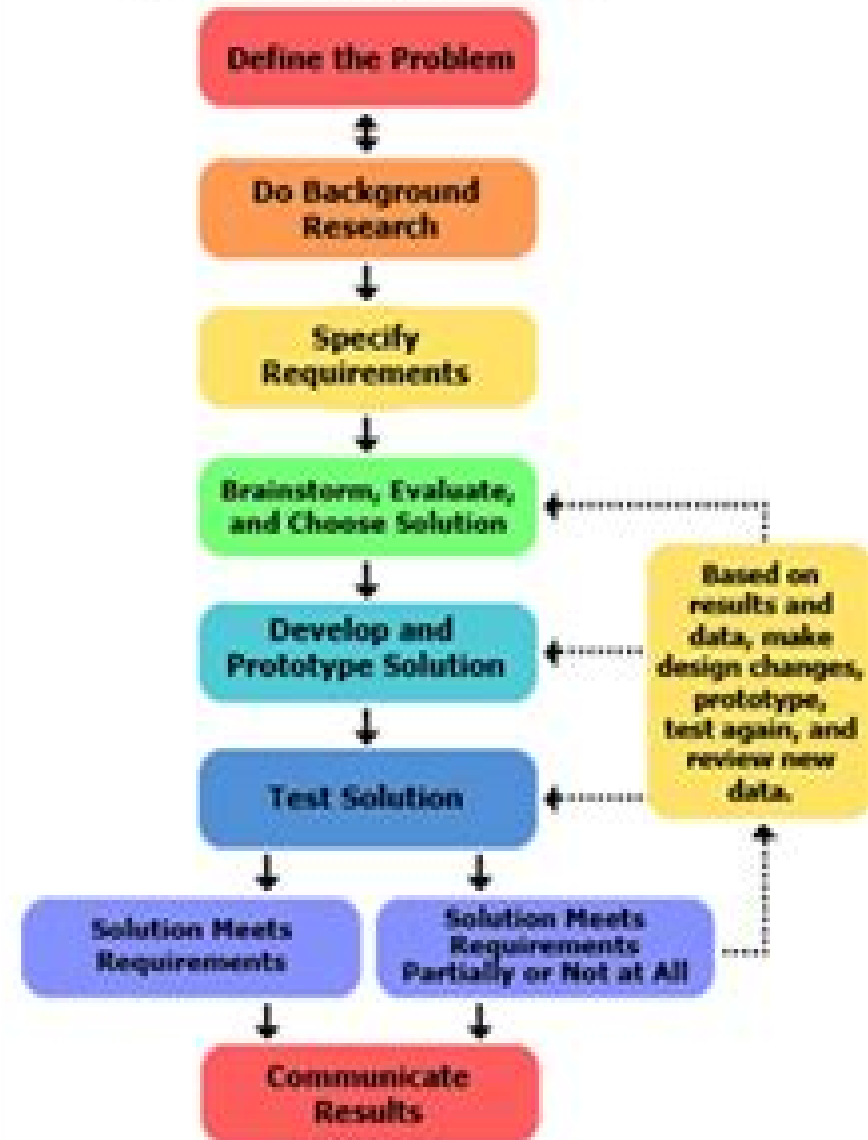 Define the Problem
Do Background
Research
Specify
Requirements
Brainstorm, Evaluate,
and Choose Solution
Develop and
Prototype Solution
Test Solution
Based on
results and
data, make
design changes,
prototype,
test again, and
review new
data.
Solution Meets
Requirements
Solution Meets
Requirements
Partially or Not at All
Communicate
Results